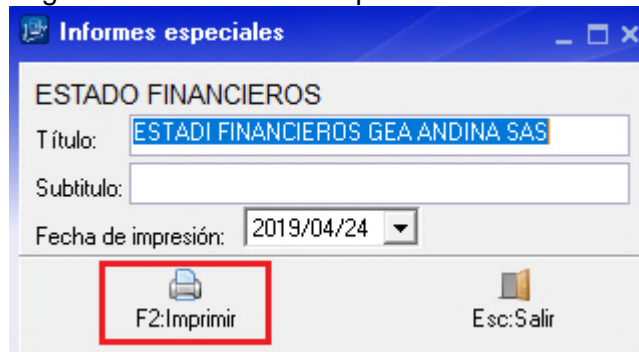 Informes especiales
ESTADO FINANCIEROS
Título: ESTADI FINANCIEROS GEA ANDINA SAS
Subtitulo:
Fecha de impresión: 2019/04/24
F2:Imprimir Esc:Salir